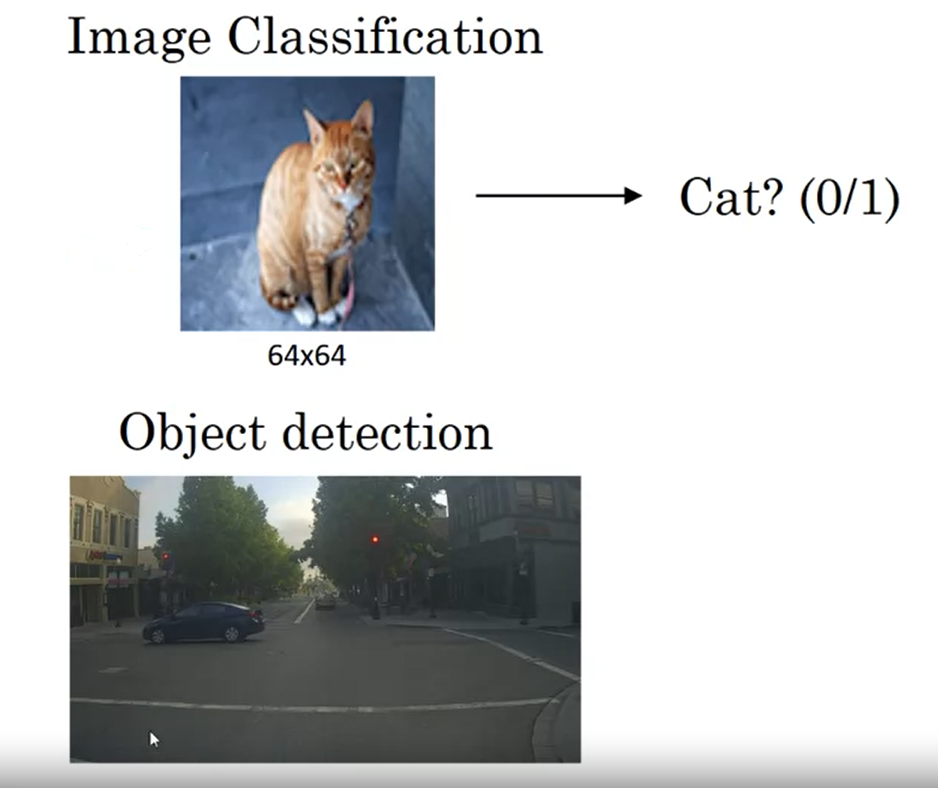 Image Classification
Cat? (0/1)
64x64
Object detection